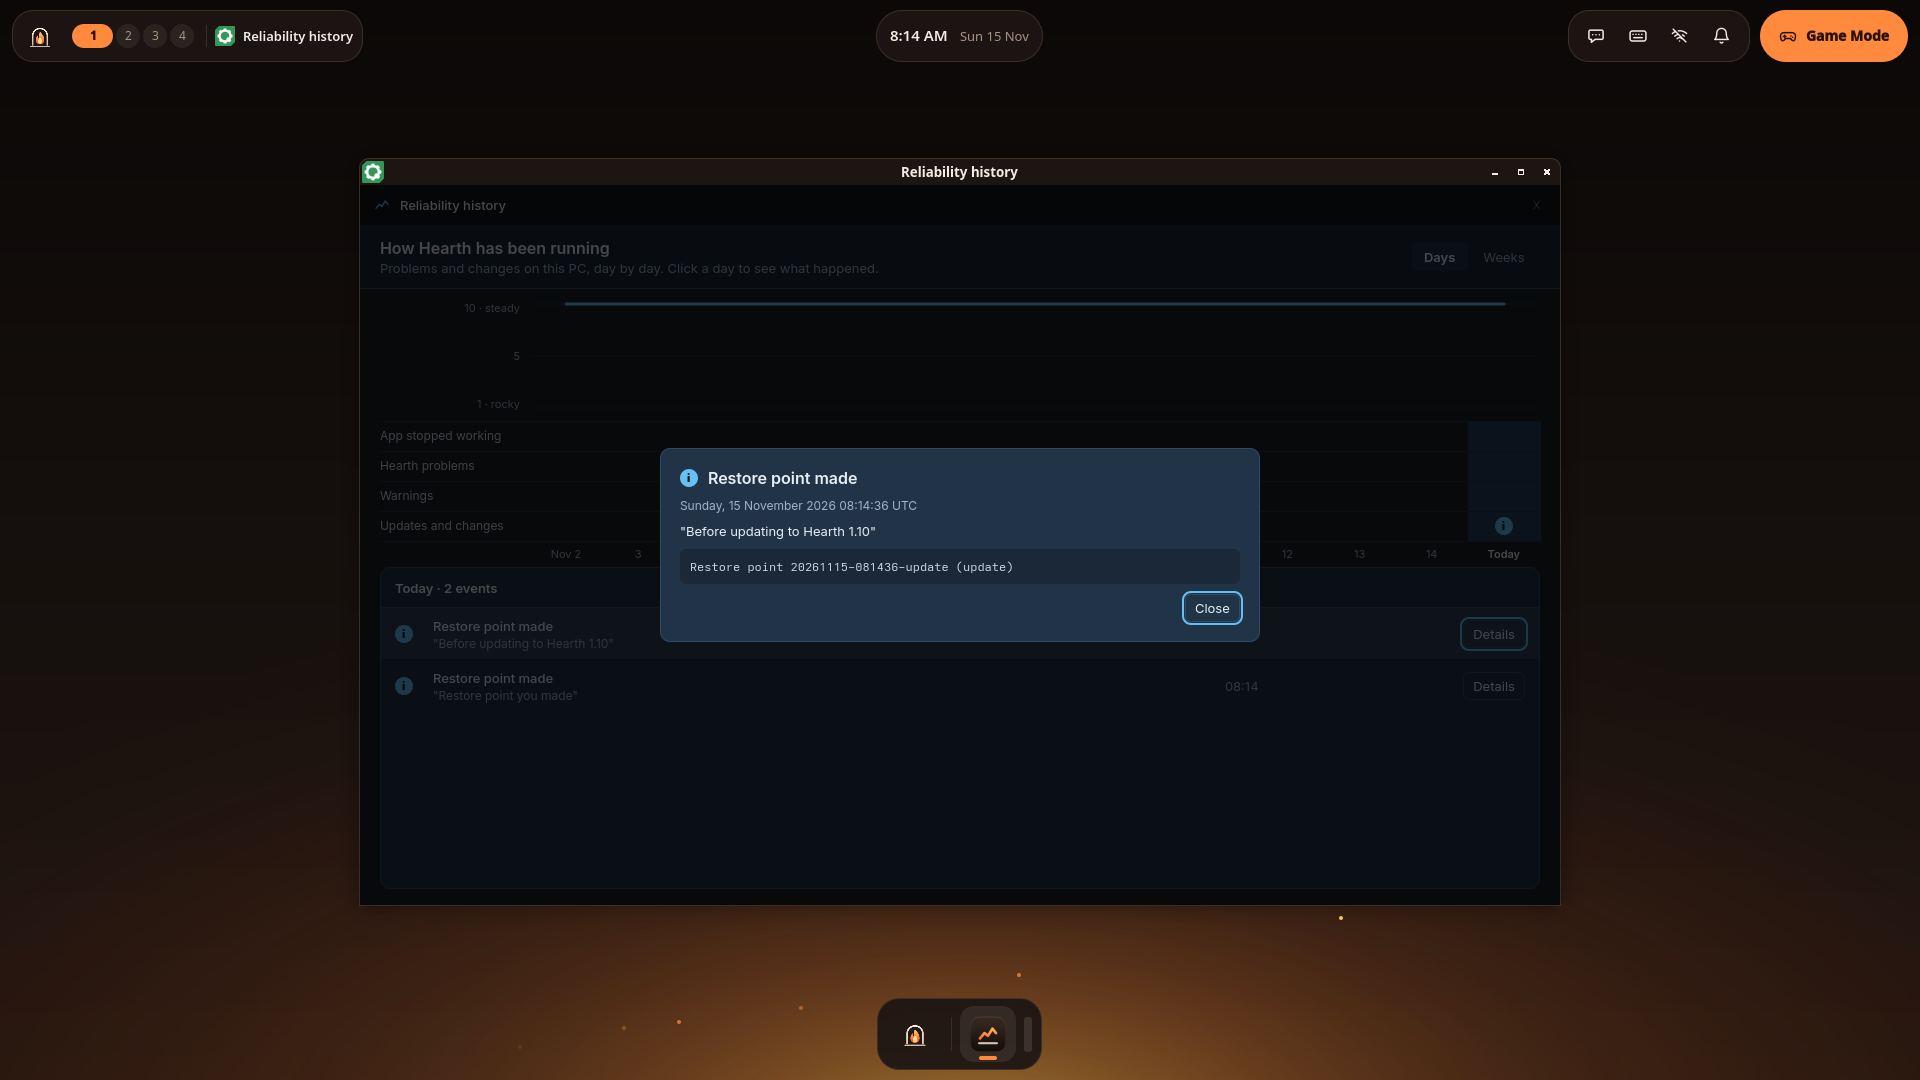 1
2
3
4
Reliability history
8:14 AM Sun 15 Nov
Game Mode
Reliability history
Reliability history
X
How Hearth has been running
Problems and changes on this PC, day by day. Click a day to see what happened.
Days
Weeks
10 · steady
5
1 · rocky
App stopped working
Hearth problems
Warnings
Updates and changes
Nov 2
3
12
13
14
Today
Restore point made
Sunday, 15 November 2026 08:14:36 UTC
"Before updating to Hearth 1.10"
Restore point 20261115-081436-update (update)
Close
Today · 2 events
Restore point made
"Before updating to Hearth 1.10"
Details
Restore point made
"Restore point you made"
08:14
Details